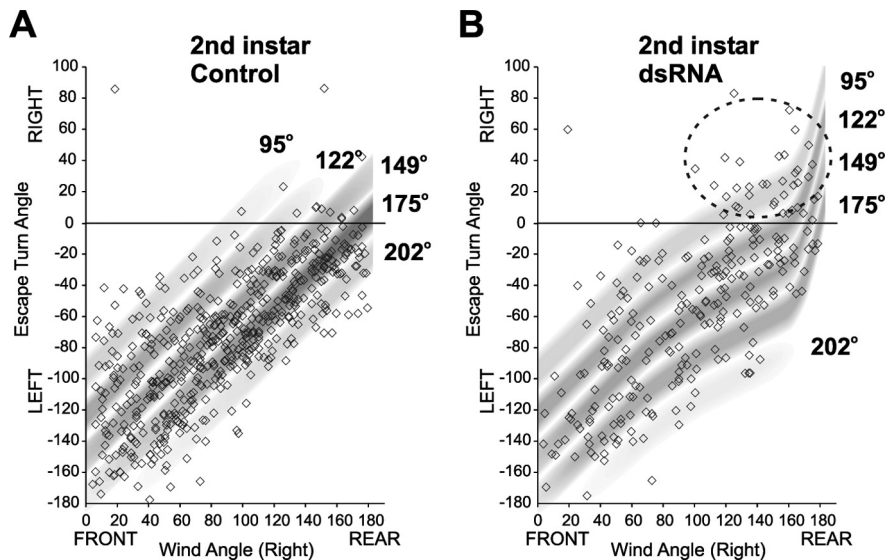 A
2nd instar
Control
RIGHT
Escape Turn Angle
LEFT
100
80
60
40
20
0
-20
-40
-60
-80
-100
-120
-140
-160
-180
95°
122°
149°
175°
202°
0 20 40 60 80 100 120 140 160 180
FRONT Wind Angle (Right) REAR
B
2nd instar
dsRNA
RIGHT
Escape Turn Angle
LEFT
100
80
60
40
20
0
-20
-40
-60
-80
-100
-120
-140
-160
-180
95°
122°
149°
175°
202°
0 20 40 60 80 100 120 140 160 180
FRONT Wind Angle (Right) REAR